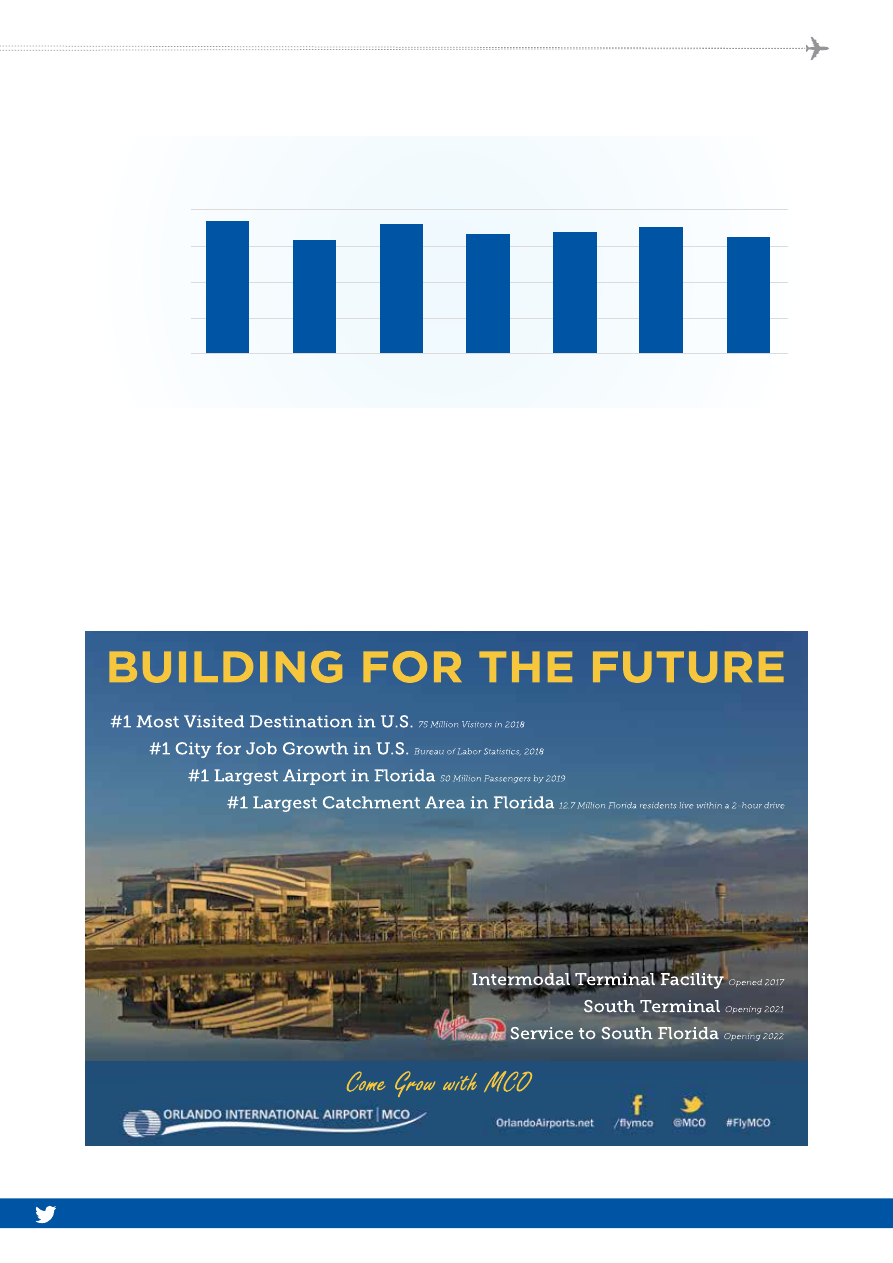 BUILDING FOR THE FUTURE
#1 Most Visited Destination in U.S. 75 Million Visitors in 2018
#1 City for Job Growth in U.S. Bureau of Labor Statistics, 2018
#1 Largest Airport in Florida 50 Million Passengers by 2019
#1 Largest Catchment Area in Florida 12.7 Million Florida residents live within a 2-hour drive
Intermodal Terminal Facility Opened 2017
South Terminal Opening 2021
Virgin Trains USA Service to South Florida Opening 2022
Come Grow with MCO
ORLANDO INTERNATIONAL AIRPORT | MCO
OrlandoAirports.net /flymco @MCO #FlyMCO